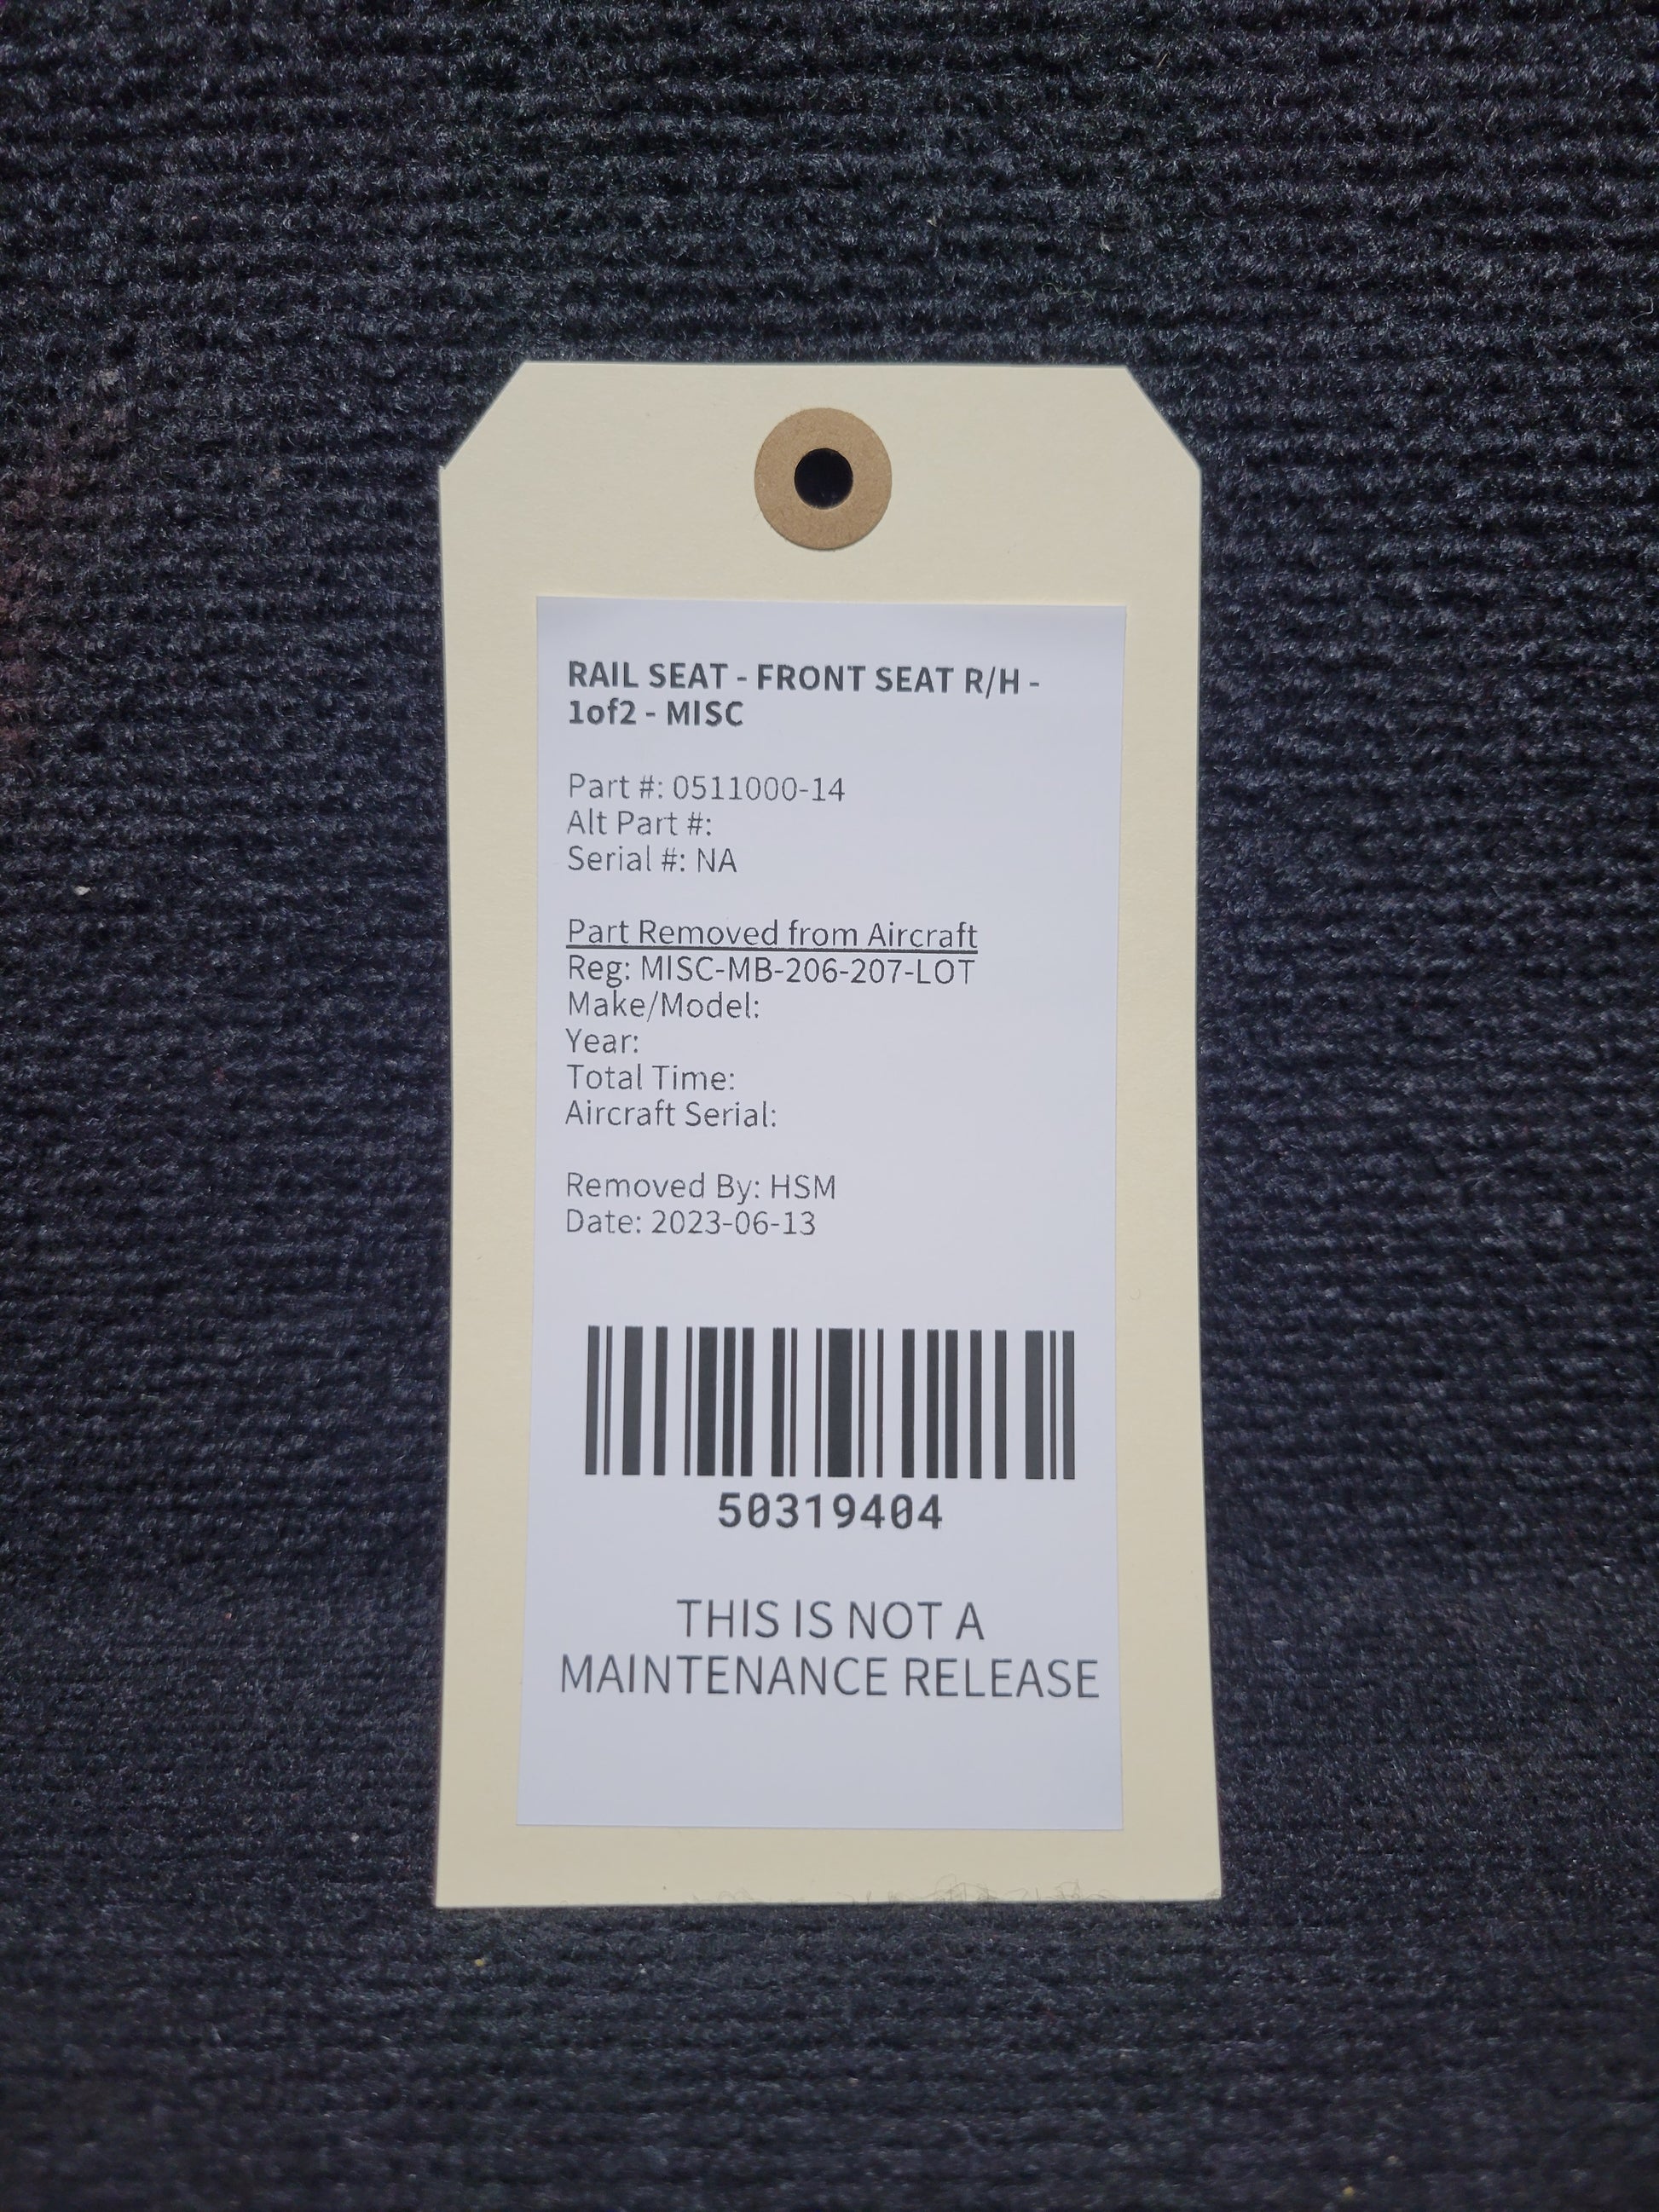 RAIL SEAT - FRONT SEAT R/H -
1of2 - MISC
Part #: 0511000-14
Alt Part #:
Serial #: NA
Part Removed from Aircraft
Reg: MISC-MB-206-207-LOT
Make/Model:
Year:
Total Time:
Aircraft Serial:
Removed By: HSM
Date: 2023-06-13
50319404
THIS IS NOT A
MAINTENANCE RELEASE